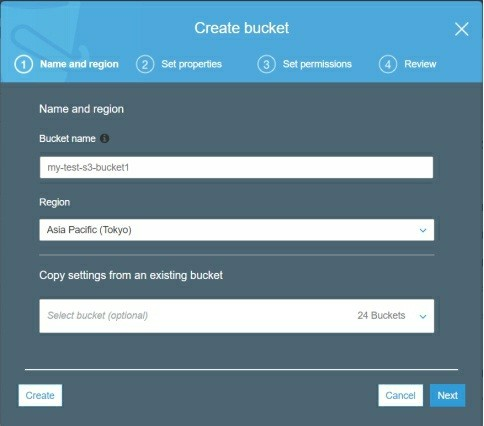 Create bucket
1 Name and region 2 Set properties 3 Set permissions 4 Review
Name and region
Bucket name
my-test-s3-bucket1
Region
Asia Pacific (Tokyo)
Copy settings from an existing bucket
Select bucket (optional) 24 Buckets
Create Cancel Next